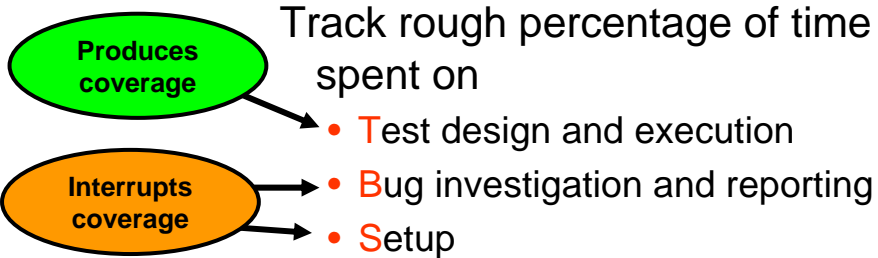 Produces
coverage
Track rough percentage of time
spent on
• Test design and execution
Interrupts
coverage
• Bug investigation and reporting
• Setup